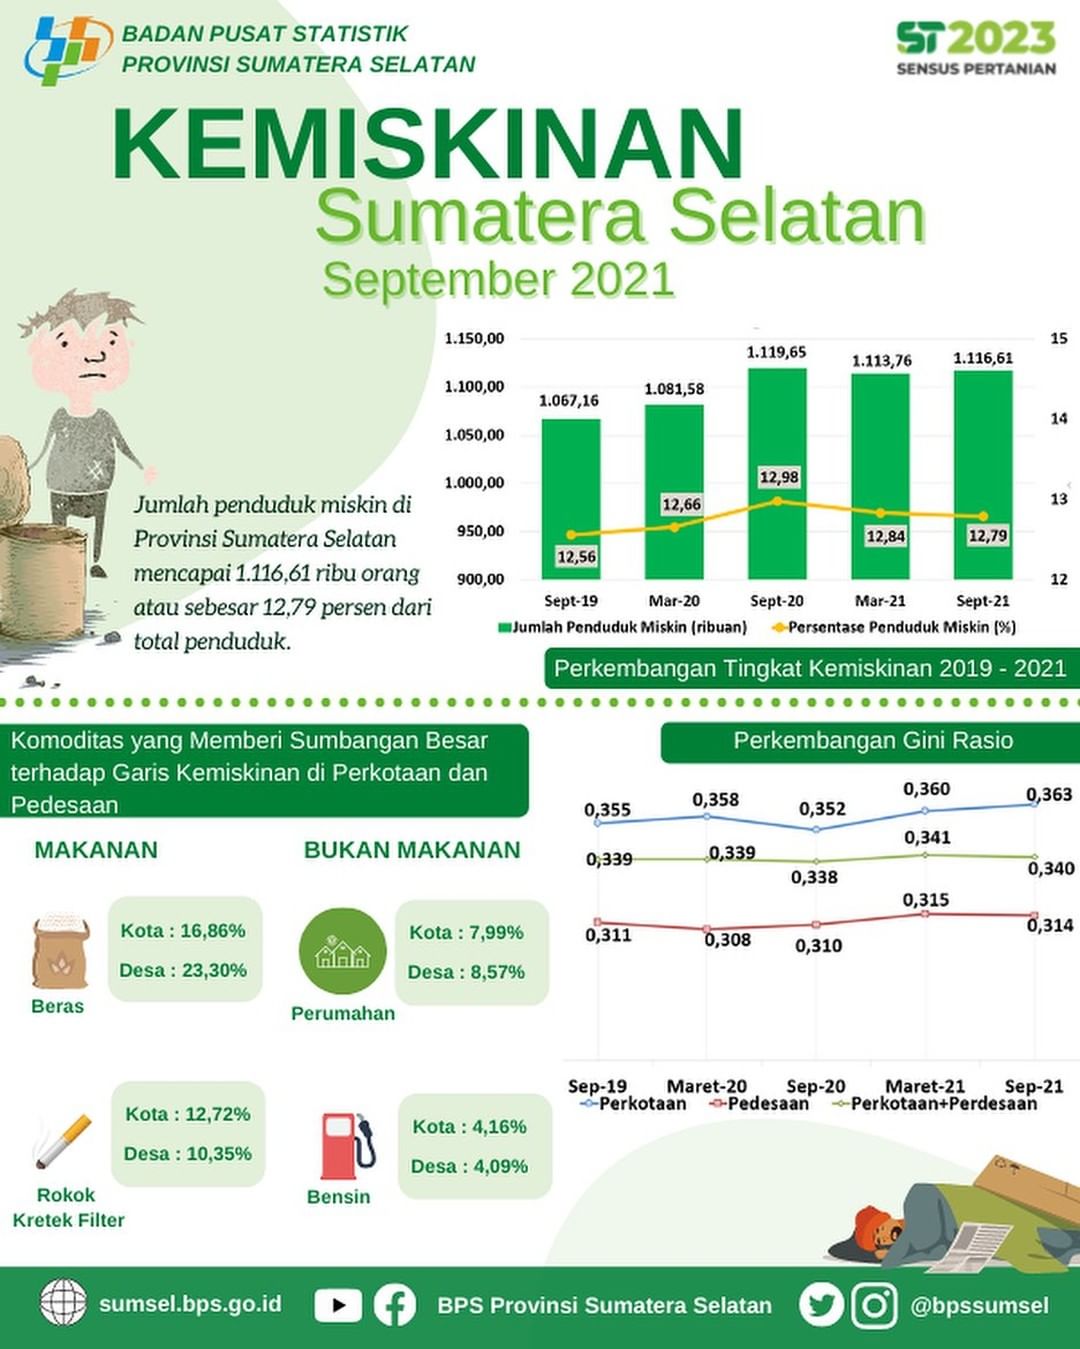 BADAN PUSAT STATISTIK
PROVINSI SUMATERA SELATAN
ST2023
SENSUS PERTANIAN
KEMISKINAN
Sumatera Selatan
September 2021
Jumlah penduduk miskin di
Provinsi Sumatera Selatan
mencapai 1.116,61 ribu orang
atau sebesar 12,79 persen dari
total penduduk.
1.150,00
1.100,00
1.050,00
1.000,00
950,00
900,00
1.067,16
1.081,58
1.119,65
1.113,76
1.116,61
12,56
12,66
12,98
12,84
12,79
15
14
13
12
Sept-19 Mar-20 Sept-20 Mar-21 Sept-21
Jumlah Penduduk Miskin (ribuan) Persentase Penduduk Miskin (%)
Perkembangan Tingkat Kemiskinan 2019 - 2021
Komoditas yang Memberi Sumbangan Besar
terhadap Garis Kemiskinan di Perkotaan dan
Pedesaan
MAKANAN
BUKAN MAKANAN
Kota : 16,86%
Desa : 23,30%
Beras
Kota : 7,99%
Desa : 8,57%
Perumahan
Kota : 12,72%
Desa : 10,35%
Rokok
Kretek Filter
Kota : 4,16%
Desa : 4,09%
Bensin
Perkembangan Gini Rasio
0,355 0,358 0,352 0,360 0,363
0,339 0,339 0,338 0,341 0,340
0,311 0,308 0,310 0,315 0,314
Sep-19 Maret-20 Sep-20 Maret-21 Sep-21
Perkotaan Pedesaan Perkotaan+Perdesaan
sumsel.bps.go.id
BPS Provinsi Sumatera Selatan
@bpssumsel